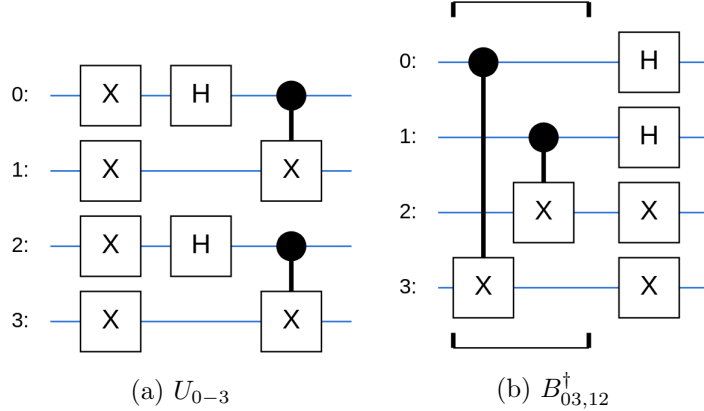 0: X H
1: X X
2: X H
3: X X
(a) U₀₋₃
0: H
1: H
2: X X
3: X X
(b) B†₀₃,₁₂